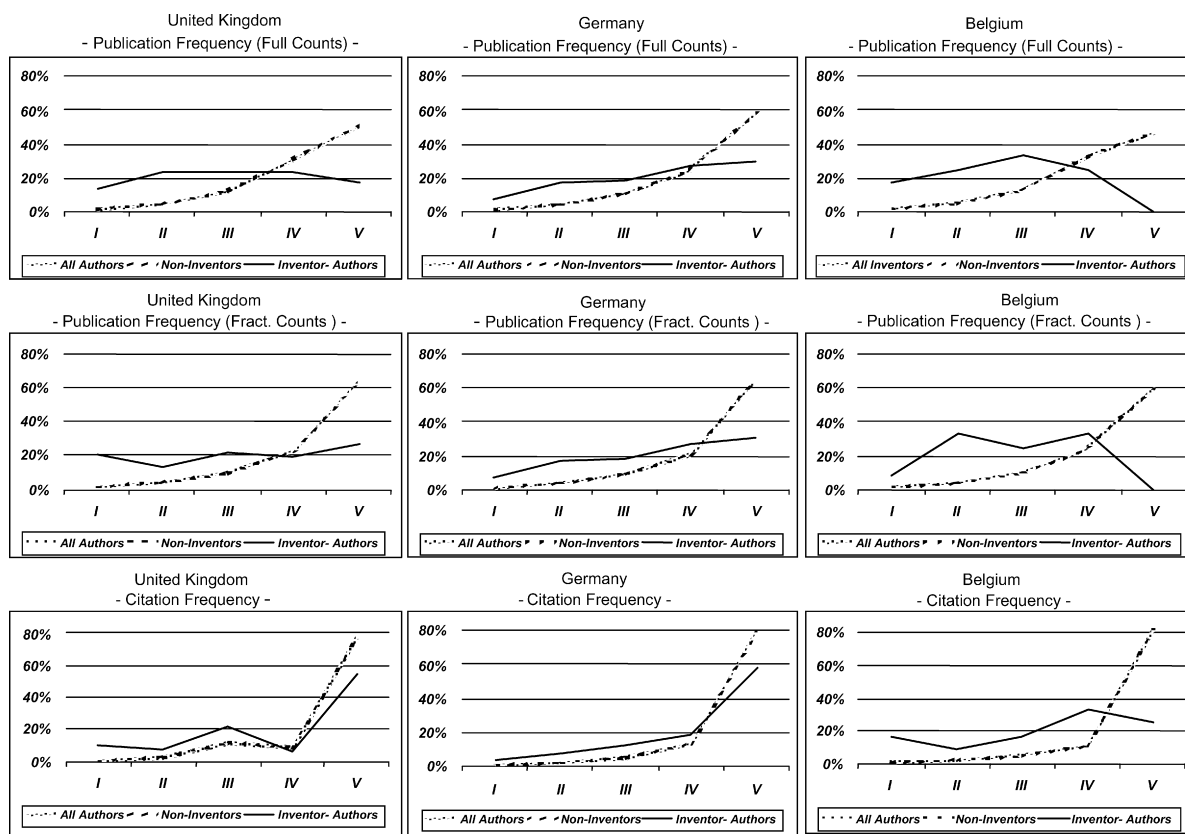 United Kingdom
- Publication Frequency (Full Counts) -
80%
60%
40%
20%
0%
I II III IV V
All Authors Non-Inventors Inventor- Authors
Germany
- Publication Frequency (Full Counts) -
80%
60%
40%
20%
0%
I II III IV V
All Authors Non-Inventors Inventor- Authors
Belgium
- Publication Frequency (Full Counts) -
80%
60%
40%
20%
0%
I II III IV V
All Inventors Non-Inventors Inventor- Authors
United Kingdom
- Publication Frequency (Fract. Counts ) -
80%
60%
40%
20%
0%
I II III IV V
All Authors Non-Inventors Inventor- Authors
Germany
- Publication Frequency (Fract. Counts ) -
80%
60%
40%
20%
0%
I II III IV V
All Authors Non-Inventors Inventor- Authors
Belgium
- Publication Frequency (Fract. Counts ) -
80%
60%
40%
20%
0%
I II III IV V
All Authors Non-Inventors Inventor- Authors
United Kingdom
- Citation Frequency -
80%
60%
40%
20%
0%
I II III IV V
All Authors Non-Inventors Inventor- Authors
Germany
- Citation Frequency -
80%
60%
40%
20%
0%
I II III IV V
All Authors Non-Inventors Inventor- Authors
Belgium
- Citation Frequency -
80%
60%
40%
20%
0%
I II III IV V
All Authors Non-Inventors Inventor- Authors